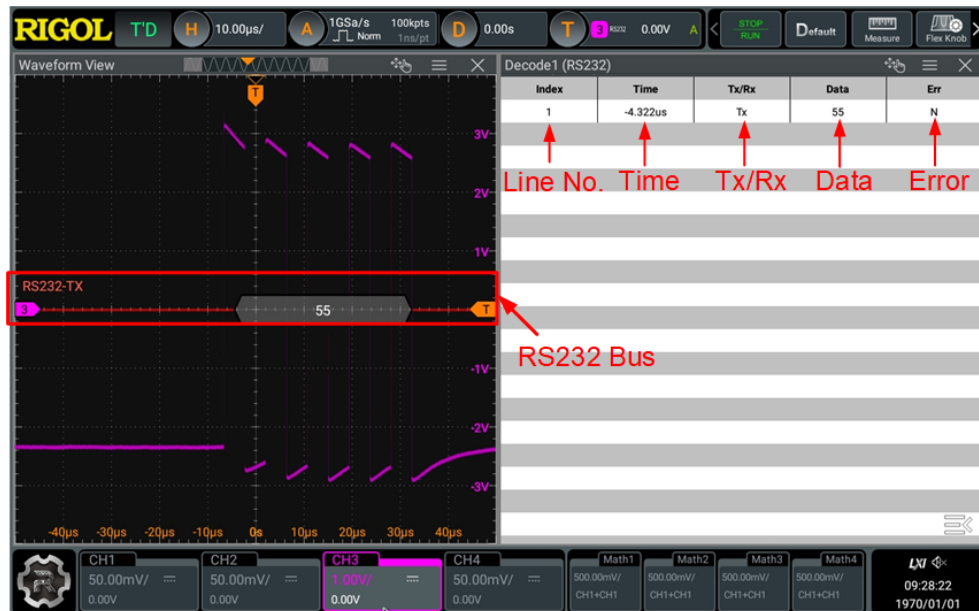 RIGOL T'D H 10.00μs/ A 1GSa/s 100kpts Norm 1ns/pt D 0.00s T 3 RS232 0.00V A < STOP RUN Default Measure Flex Knob >
Waveform View
T
3V
2V
1V
RS232-TX
3 55 T
-1V
-2V
-3V
-40μs -30μs -20μs -10μs 0s 10μs 20μs 30μs 40μs
Decode1 (RS232)
Index Time Tx/Rx Data Err
1 -4.322us Tx 55 N
Line No. Time Tx/Rx Data Error
RS232 Bus
CH1 CH2 CH3 CH4 Math1 Math2 Math3 Math4 LXI
50.00mV/ 50.00mV/ 1.00V/ 50.00mV/ 500.00mV/ 500.00mV/ 500.00mV/ 500.00mV/ 09:28:22
0.00V 0.00V 0.00V 0.00V CH1+CH1 CH1+CH1 CH1+CH1 CH1+CH1 1970/01/01